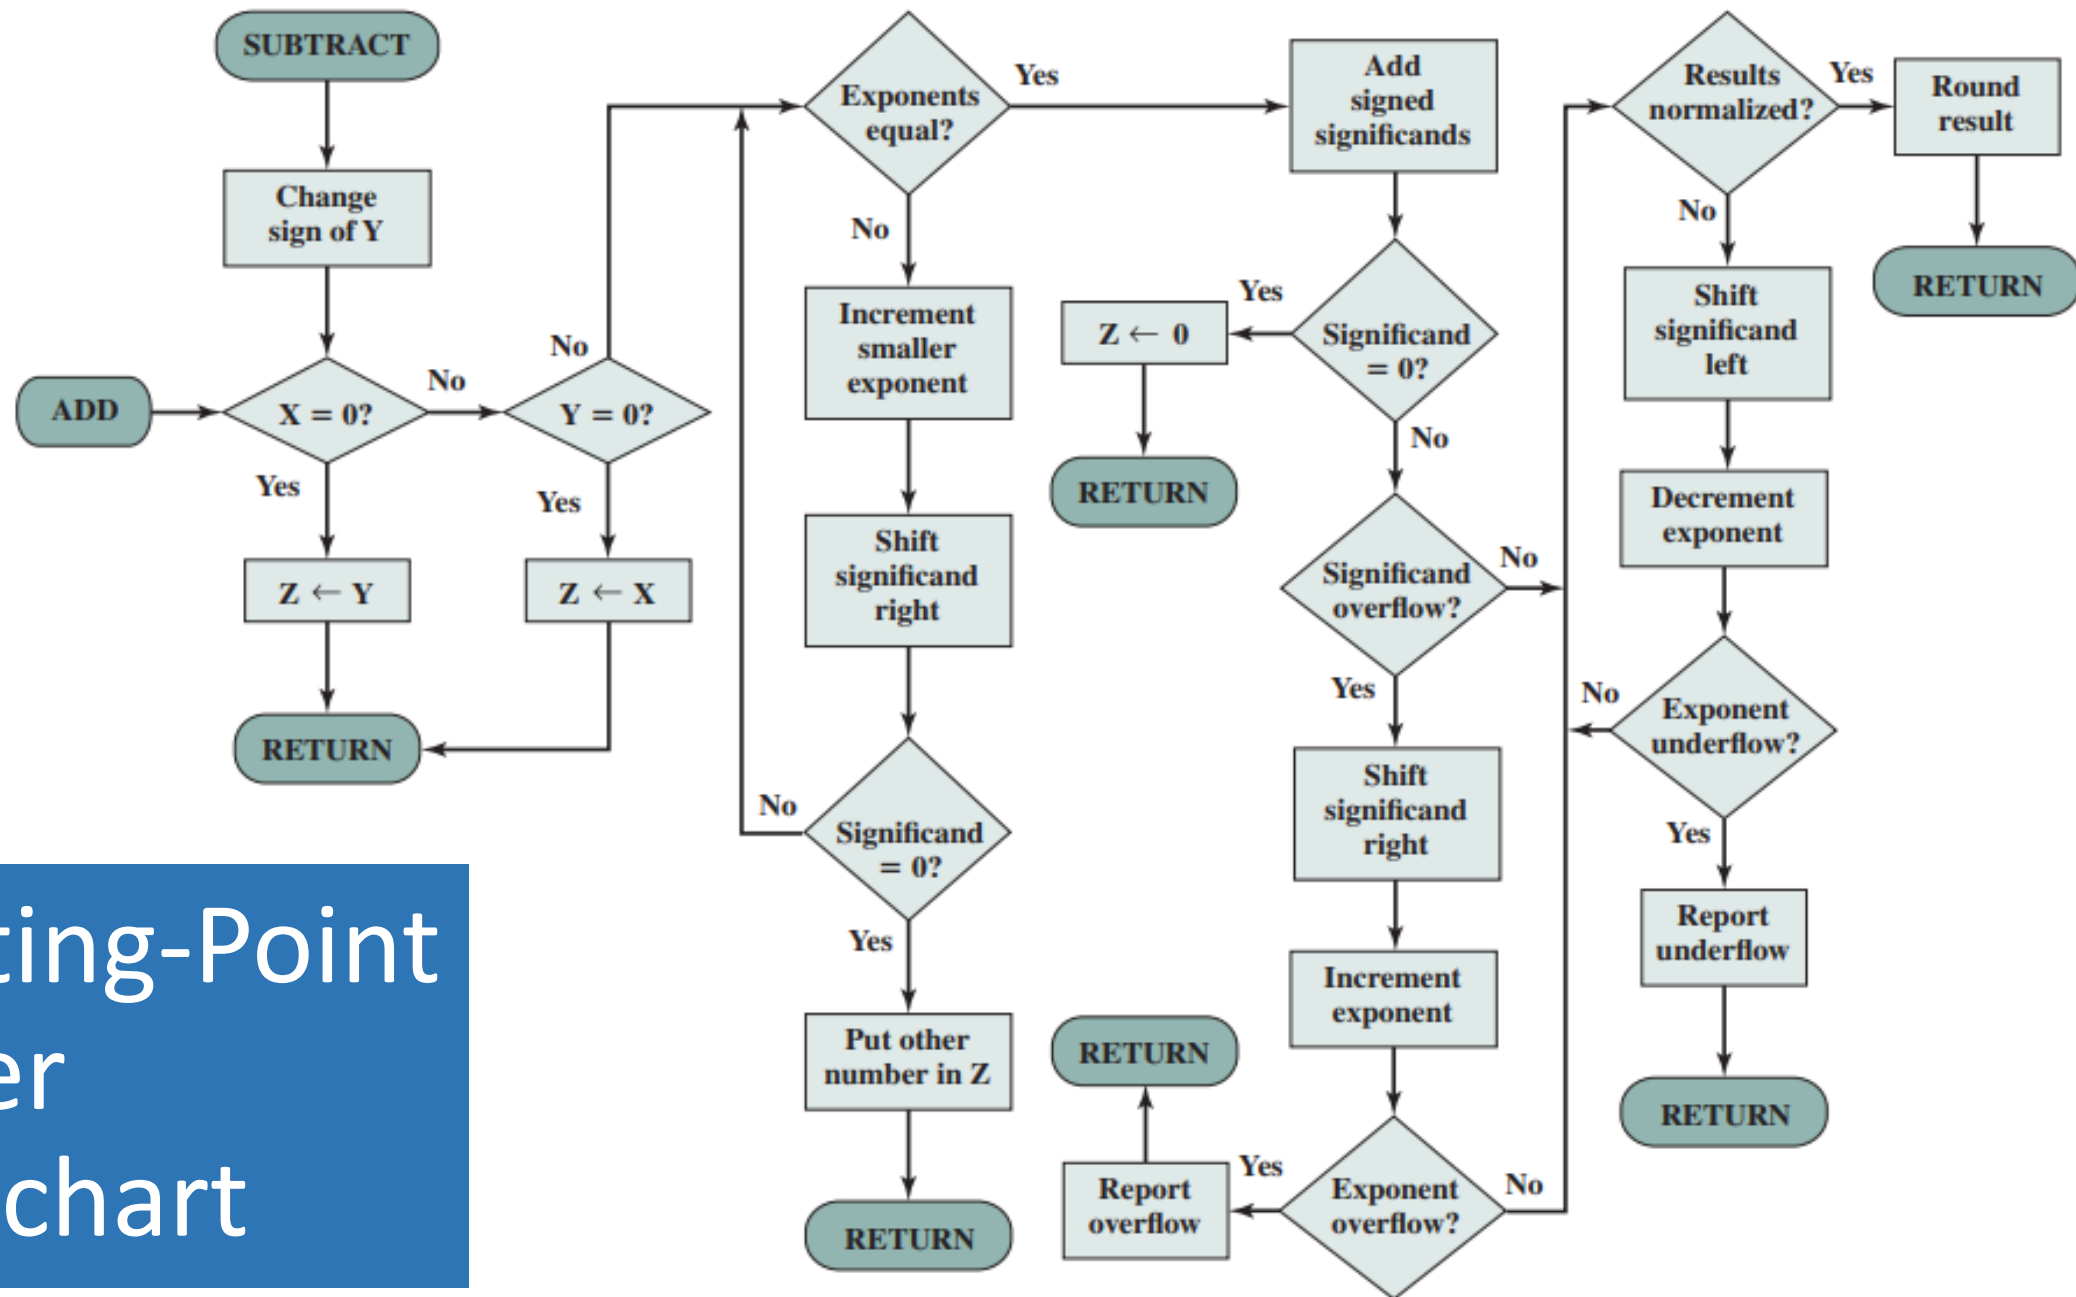 SUBTRACT
Change
sign of Y
ADD
X = 0?
No
Yes
Z ← Y
RETURN
Y = 0?
No
Yes
Z ← X
Exponents
equal?
Yes
No
Increment
smaller
exponent
Shift
significand
right
Significand
= 0?
No
Yes
Put other
number in Z
RETURN
Add
signed
significands
Significand
= 0?
Yes
Z ← 0
RETURN
No
Significand
overflow?
No
Yes
Shift
significand
right
Increment
exponent
Exponent
overflow?
Yes
Report
overflow
RETURN
No
Results
normalized?
Yes
Round
result
RETURN
No
Shift
significand
left
Decrement
exponent
Exponent
underflow?
No
Yes
Report
underflow
RETURN
ting-Point
er
chart